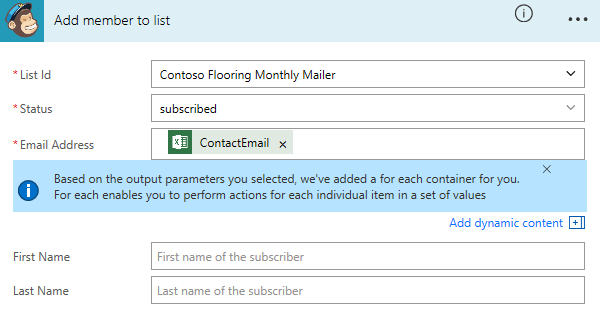 Add member to list
* List Id
Contoso Flooring Monthly Mailer
* Status
subscribed
* Email Address
ContactEmail
Based on the output parameters you selected, we've added a for each container for you.
For each enables you to perform actions for each individual item in a set of values
Add dynamic content
First Name
First name of the subscriber
Last Name
Last name of the subscriber